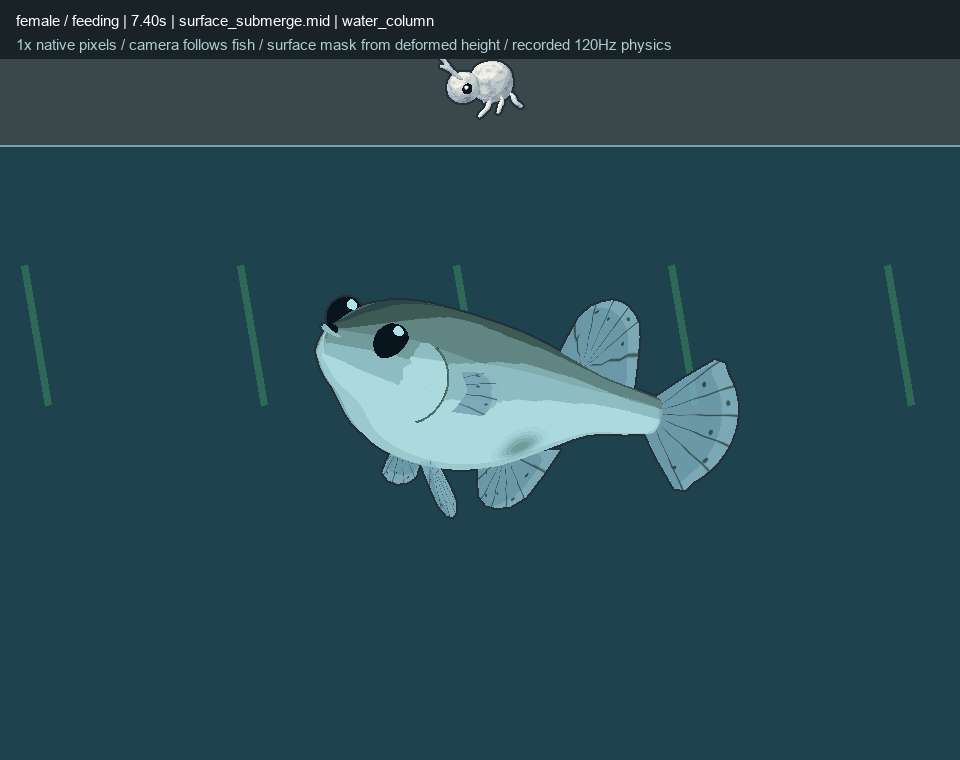 female / feeding | 7.40s | surface_submerge.mid | water_column
1x native pixels / camera follows fish / surface mask from deformed height / recorded 120Hz physics